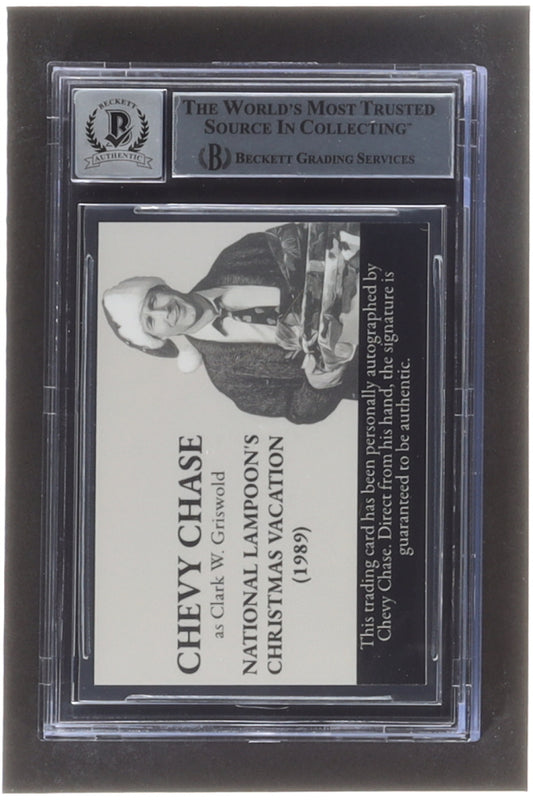 BECKETT
B
AUTHENTIC
THE WORLD'S MOST TRUSTED
SOURCE IN COLLECTING™
B BECKETT GRADING SERVICES
CHEVY CHASE
as Clark W. Griswold
NATIONAL LAMPOON'S
CHRISTMAS VACATION
(1989)
This trading card has been personally autographed by
Chevy Chase. Direct from his hand, the signature is
guaranteed to be authentic.